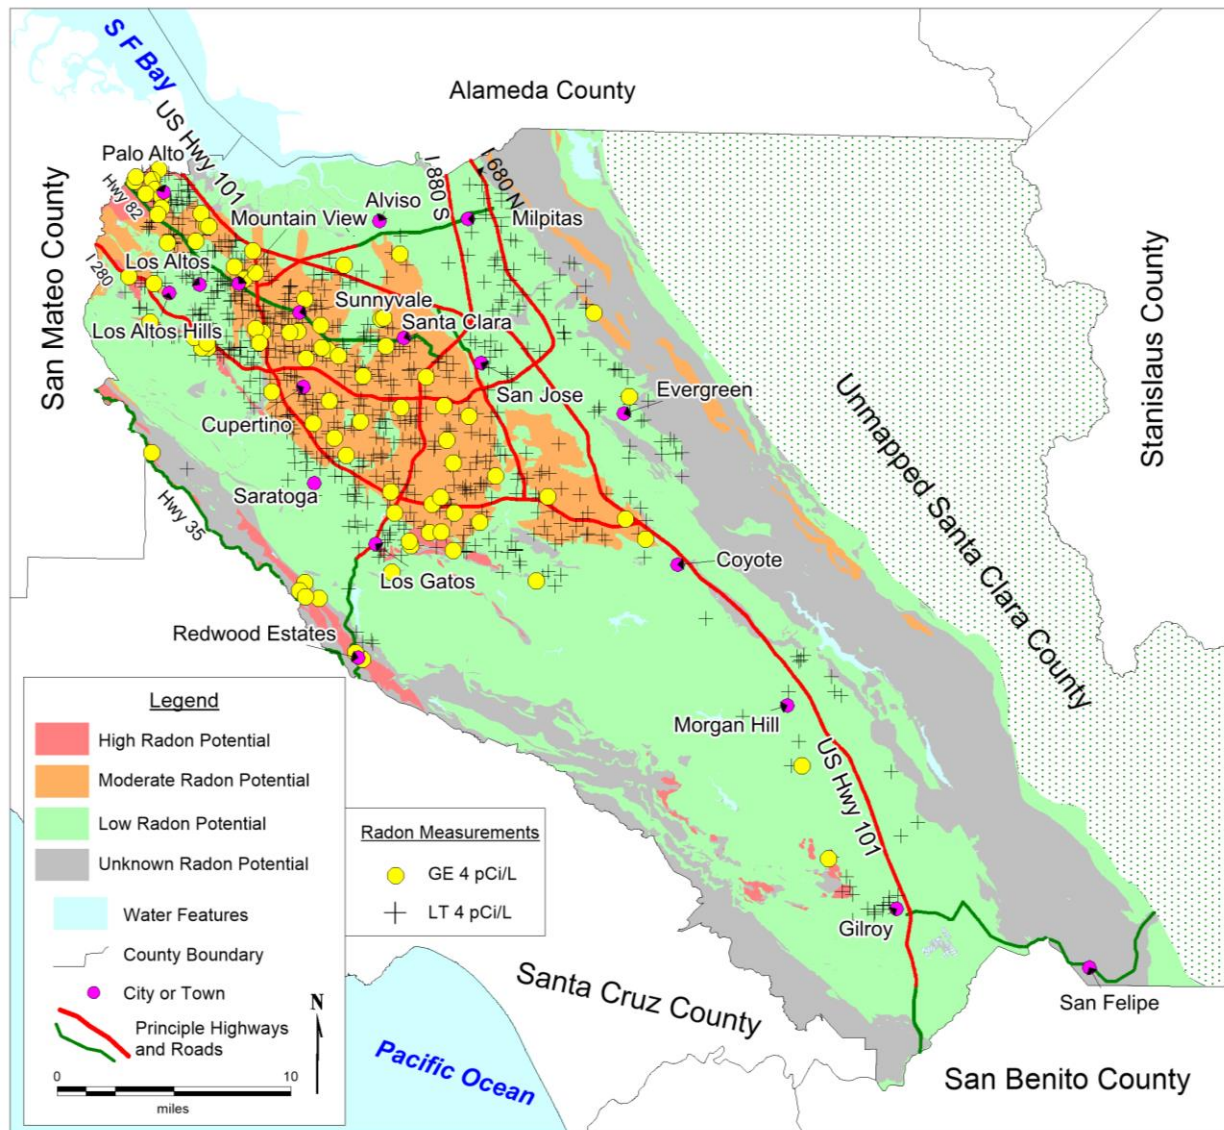 S F Bay
Alameda County
US Hwy 101
I 880 S
I 680 N
Palo Alto
Hwy 82
Alviso
Mountain View
Milpitas
San Mateo County
Los Altos
I 280
Sunnyvale
Santa Clara
Los Altos Hills
San Jose
Evergreen
Cupertino
Stanislaus County
Unmapped Santa Clara County
Saratoga
Hwy 35
Coyote
Los Gatos
Redwood Estates
Morgan Hill
US Hwy 101
Gilroy
San Felipe
Santa Cruz County
San Benito County
Pacific Ocean
Legend
High Radon Potential
Moderate Radon Potential
Low Radon Potential
Unknown Radon Potential
Water Features
County Boundary
City or Town
Principle Highways
and Roads
N
0 10
miles
Radon Measurements
GE 4 pCi/L
LT 4 pCi/L